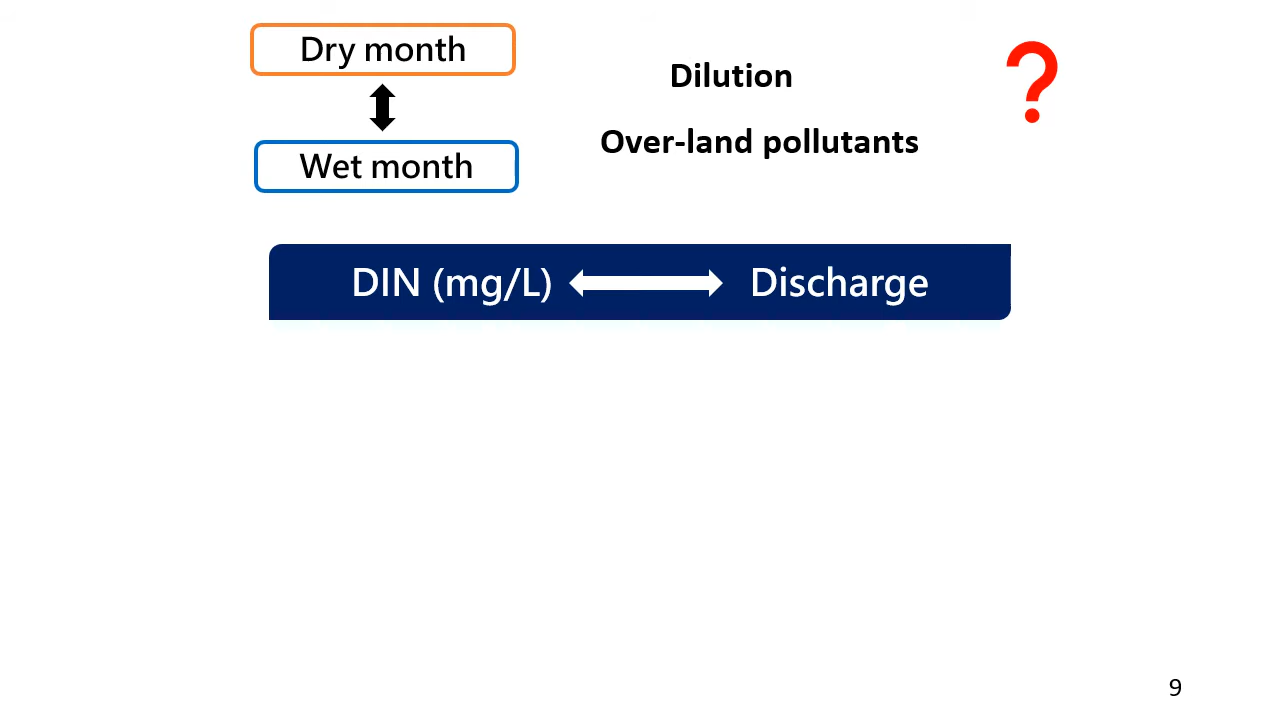 Dry month
Dilution
?
Over-land pollutants
Wet month
DIN (mg/L) Discharge
9